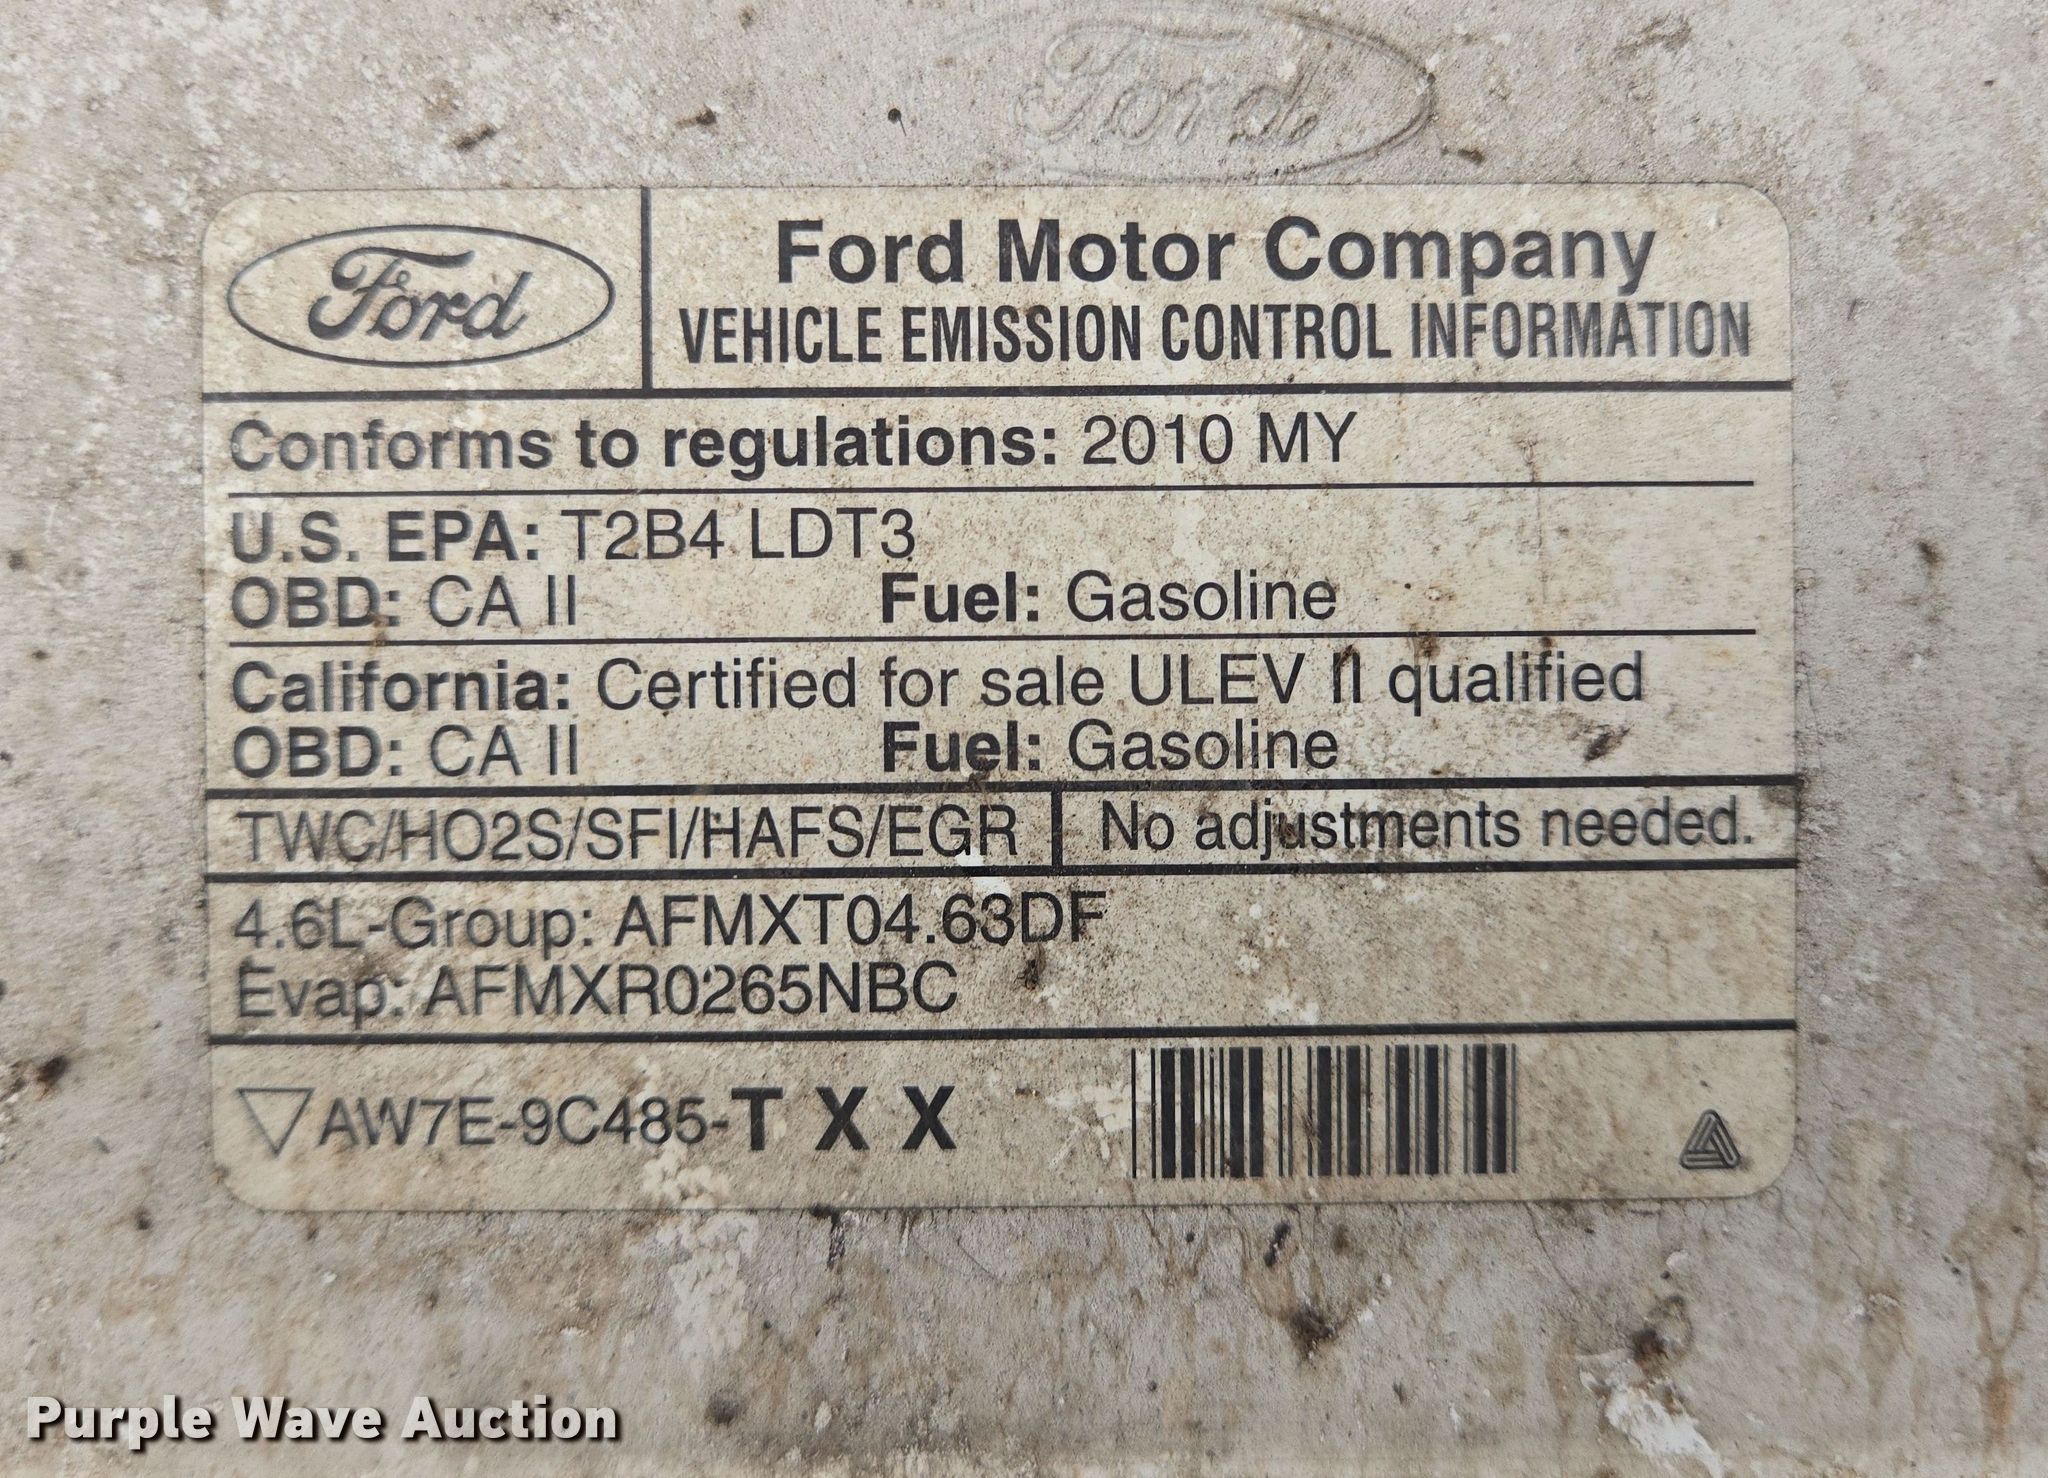 Ford
Ford
Ford Motor Company
VEHICLE EMISSION CONTROL INFORMATION
Conforms to regulations: 2010 MY
U.S. EPA: T2B4 LDT3
OBD: CA II Fuel: Gasoline
California: Certified for sale ULEV II qualified
OBD: CA II Fuel: Gasoline
TWC/HO2S/SFI/HAFS/EGR No adjustments needed.
4.6L-Group: AFMXT04.63DF
Evap: AFMXR0265NBC
AW7E-9C485-T X X
Purple Wave Auction